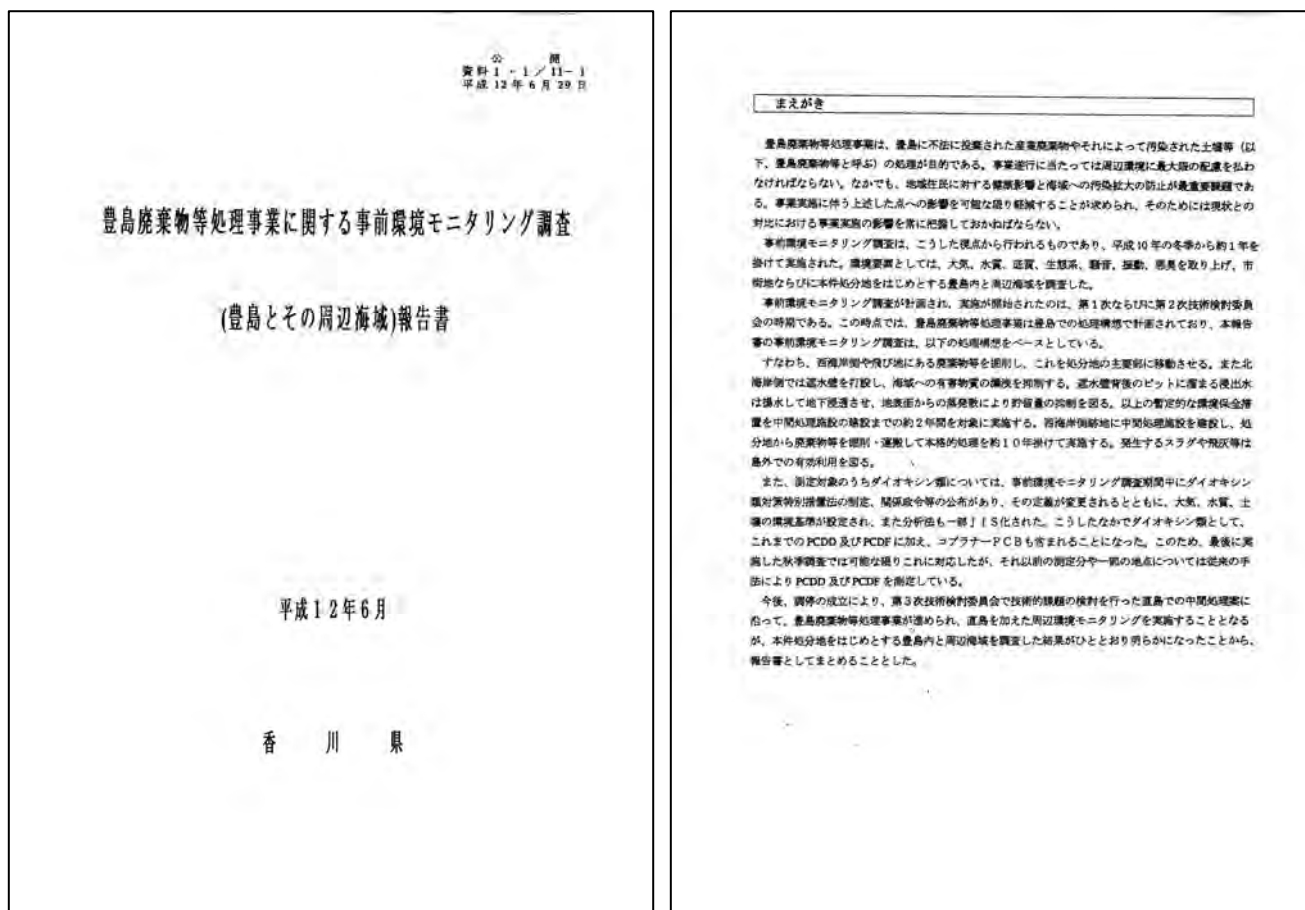 公　　開
資料1・1／11-1
平成12年6月29日
豊島廃棄物等処理事業に関する事前環境モニタリング調査
(豊島とその周辺海域)報告書
平成12年6月
香　川　県
まえがき
　豊島廃棄物等処理事業は、豊島に不法に投棄された産業廃棄物やそれによって汚染された土壌等（以
下、豊島廃棄物等と呼ぶ）の処理が目的である。事業遂行に当たっては周辺環境に最大限の配慮を払わ
なければならない。なかでも、地域住民に対する健康影響と海域への汚染拡大の防止が最重要課題であ
る。事業実施に伴う上述した点への影響を可能な限り軽減することが求められ、そのためには現状との
対比における事業実施の影響を常に把握しておかねばならない。
　事前環境モニタリング調査は、こうした視点から行われるものであり、平成10年の冬季から約1年を
掛けて実施された。環境要素としては、大気、水質、底質、生態系、騒音、振動、悪臭を取り上げ、市
街地ならびに本件処分地をはじめとする豊島内と周辺海域を調査した。
　事前環境モニタリング調査が計画され、実施が開始されたのは、第1次ならびに第2次技術検討委員
会の時期である。この時点では、豊島廃棄物等処理事業は豊島での処理構想で計画されており、本報告
書の事前環境モニタリング調査は、以下の処理構想をベースとしている。
　すなわち、西海岸側や飛び地にある廃棄物等を掘削し、これを処分地の主要部に移動させる。また北
海岸側では遮水壁を打設し、海域への有害物質の漏洩を抑制する。遮水壁背後のピットに溜まる浸出水
は揚水して地下浸透させ、地表面からの蒸発散により貯留量の抑制を図る。以上の暫定的な環境保全措
置を中間処理施設の建設までの約2年間を対象に実施する。西海岸側跡地に中間処理施設を建設し、処
分地から廃棄物等を掘削・運搬して本格的処理を約10年掛けて実施する。発生するスラグや飛灰等は
島外での有効利用を図る。
　また、測定対象のうちダイオキシン類については、事前環境モニタリング調査期間中にダイオキシン
類対策特別措置法の制定、関係政令等の公布があり、その定義が変更されるとともに、大気、水質、土
壌の環境基準が設定され、また分析法も一部ＪＩＳ化された。こうしたなかでダイオキシン類として、
これまでの PCDD 及び PCDF に加え、コプラナーＰＣＢも含まれることになった。このため、最後に実
施した秋季調査では可能な限りこれに対応したが、それ以前の測定分や一部の地点については従来の手
法により PCDD 及び PCDF を測定している。
　今後、調停の成立により、第3次技術検討委員会で技術的課題の検討を行った直島での中間処理案に
沿って、豊島廃棄物等処理事業が進められ、直島を加えた周辺環境モニタリングを実施することとなる
が、本件処分地をはじめとする豊島内と周辺海域を調査した結果がひととおり明らかになったことから、
報告書としてまとめることとした。